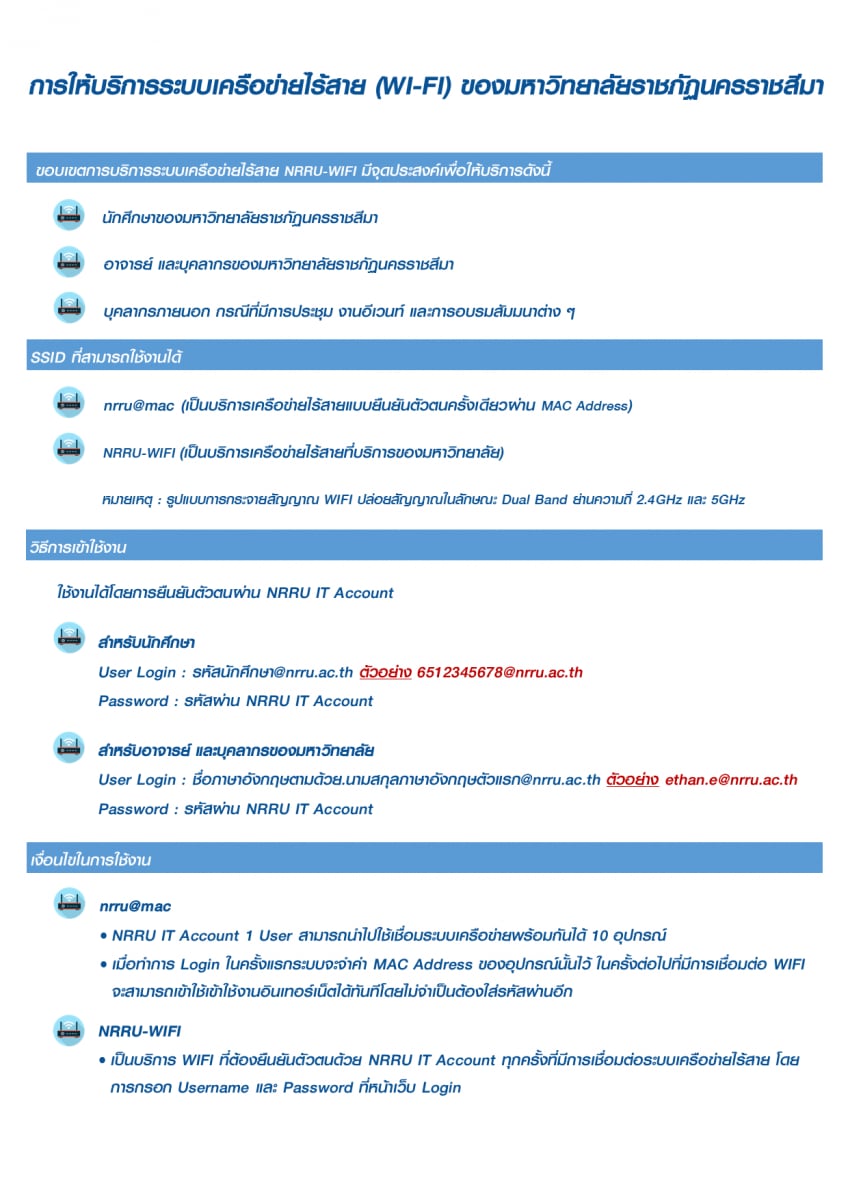 การให้บริการระบบเครือข่ายไร้สาย (WI-FI) ของมหาวิทยาลัยราชภัฏนครราชสีมา
ขอบเขตการบริการระบบเครือข่ายไร้สาย NRRU-WIFI มีจุดประสงค์เพื่อให้บริการดังนี้
นักศึกษาของมหาวิทยาลัยราชภัฏนครราชสีมา
อาจารย์ และบุคลากรของมหาวิทยาลัยราชภัฏนครราชสีมา
บุคลากรภายนอก กรณีที่มีการประชุม งานอีเวนท์ และการอบรมสัมมนาต่าง ๆ
SSID ที่สามารถใช้งานได้
nrru@mac (เป็นบริการเครือข่ายไร้สายแบบยืนยันตัวตนครั้งเดียวผ่าน MAC Address)
NRRU-WIFI (เป็นบริการเครือข่ายไร้สายที่บริการของมหาวิทยาลัย)
หมายเหตุ : รูปแบบการกระจายสัญญาณ WIFI ปล่อยสัญญาณในลักษณะ Dual Band ย่านความถี่ 2.4GHz และ 5GHz
วิธีการเข้าใช้งาน
ใช้งานได้โดยการยืนยันตัวตนผ่าน NRRU IT Account
สำหรับนักศึกษา
User Login : รหัสนักศึกษา@nrru.ac.th ตัวอย่าง 6512345678@nrru.ac.th
Password : รหัสผ่าน NRRU IT Account
สำหรับอาจารย์ และบุคลากรของมหาวิทยาลัย
User Login : ชื่อภาษาอังกฤษตามด้วย.นามสกุลภาษาอังกฤษตัวแรก@nrru.ac.th ตัวอย่าง ethan.e@nrru.ac.th
Password : รหัสผ่าน NRRU IT Account
เงื่อนไขในการใช้งาน
nrru@mac
• NRRU IT Account 1 User สามารถนำไปใช้เชื่อมระบบเครือข่ายพร้อมกันได้ 10 อุปกรณ์
• เมื่อทำการ Login ในครั้งแรกระบบจะจำค่า MAC Address ของอุปกรณ์นั้นไว้ ในครั้งต่อไปที่มีการเชื่อมต่อ WIFI
จะสามารถเข้าใช้เข้าใช้งานอินเทอร์เน็ตได้ทันทีโดยไม่จำเป็นต้องใส่รหัสผ่านอีก
NRRU-WIFI
• เป็นบริการ WIFI ที่ต้องยืนยันตัวตนด้วย NRRU IT Account ทุกครั้งที่มีการเชื่อมต่อระบบเครือข่ายไร้สาย โดย
การกรอก Username และ Password ที่หน้าเว็บ Login